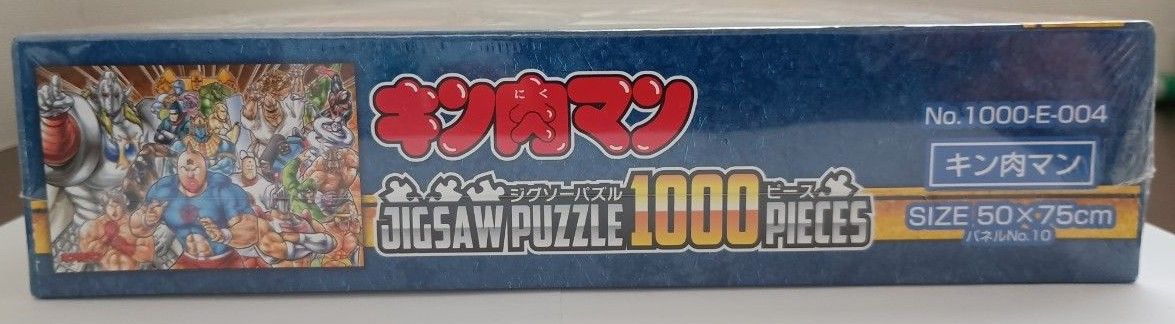 キン肉マン
にく
ジグソーパズル
ピース
JIGSAW PUZZLE 1000 PIECES
No.1000-E-004
キン肉マン
SIZE 50×75cm
パネルNo.10